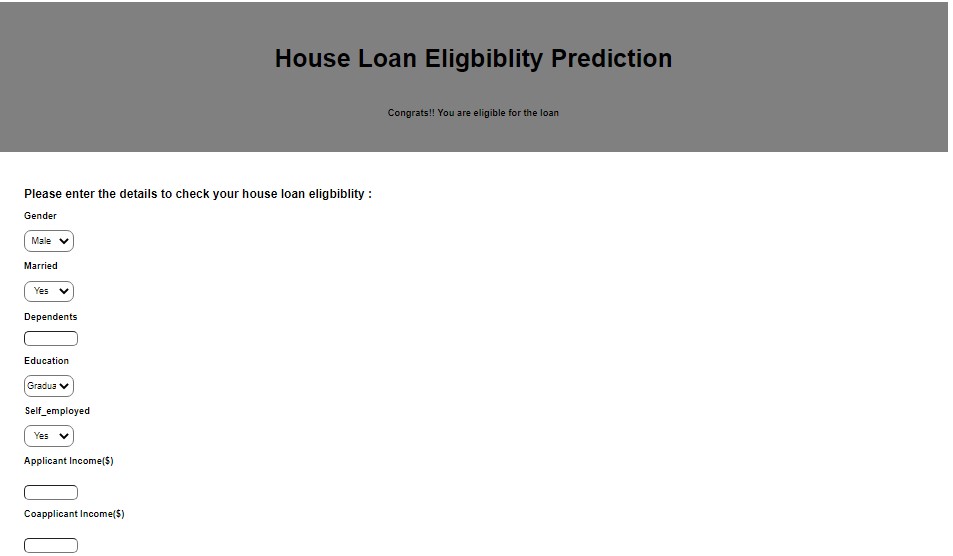 House Loan Eligbiblity Prediction
Congrats!! You are eligible for the loan
Please enter the details to check your house loan eligbiblity :
Gender
Male
Married
Yes
Dependents
Education
Gradua
Self_employed
Yes
Applicant Income($)
Coapplicant Income($)